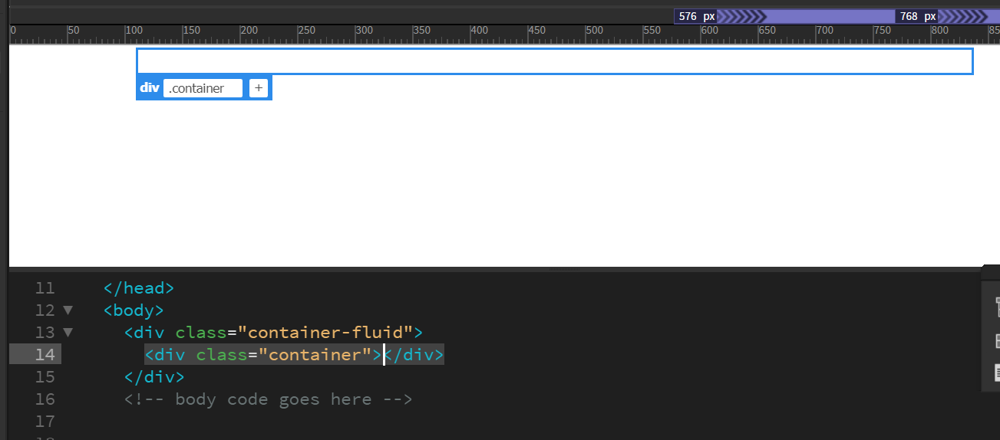 576 px 768 px
0 50 100 150 200 250 300 350 400 450 500 550 600 650 700 750 800 85
div .container +
11 </head>
12 ▼ <body>
13 ▼ <div class="container-fluid">
14 <div class="container"></div>
15 </div>
16 <!-- body code goes here -->
17